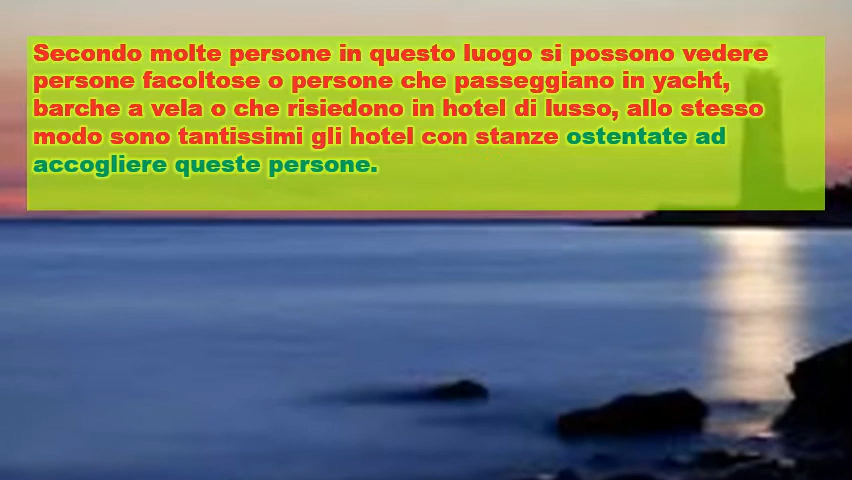 Secondo molte persone in questo luogo si possono vedere
persone facoltose o persone che passeggiano in yacht,
barche a vela o che risiedono in hotel di lusso, allo stesso
modo sono tantissimi gli hotel con stanze ostentate ad
accogliere queste persone.